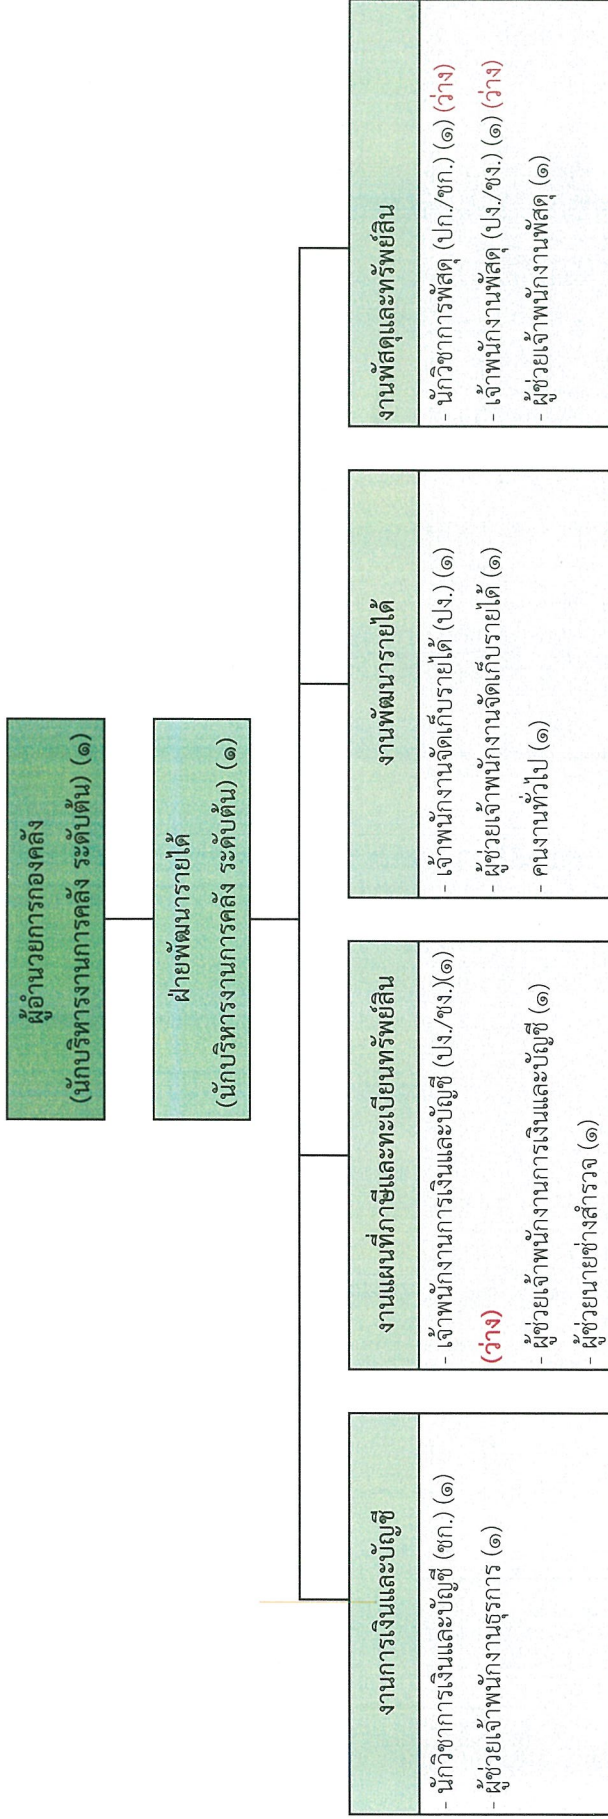 ผู้อำนวยการกองคลัง
(นักบริหารงานการคลัง ระดับต้น) (๑)
ฝ่ายพัฒนารายได้
(นักบริหารงานการคลัง ระดับต้น) (๑)
งานการเงินและบัญชี
- นักวิชาการเงินและบัญชี (ชก.) (๑)
- ผู้ช่วยเจ้าพนักงานธุรการ (๑)
งานแผนที่ภาษีและทะเบียนทรัพย์สิน
- เจ้าพนักงานการเงินและบัญชี (ปง./ชง.)(๑)
(ว่าง)
- ผู้ช่วยเจ้าพนักงานการเงินและบัญชี (๑)
- ผู้ช่วยนายช่างสำรวจ (๑)
งานพัฒนารายได้
- เจ้าพนักงานจัดเก็บรายได้ (ปง.) (๑)
- ผู้ช่วยเจ้าพนักงานจัดเก็บรายได้ (๑)
- คนงานทั่วไป (๑)
งานพัสดุและทรัพย์สิน
- นักวิชาการพัสดุ (ปก./ชก.) (๑) (ว่าง)
- เจ้าพนักงานพัสดุ (ปง./ชง.) (๑) (ว่าง)
- ผู้ช่วยเจ้าพนักงานพัสดุ (๑)